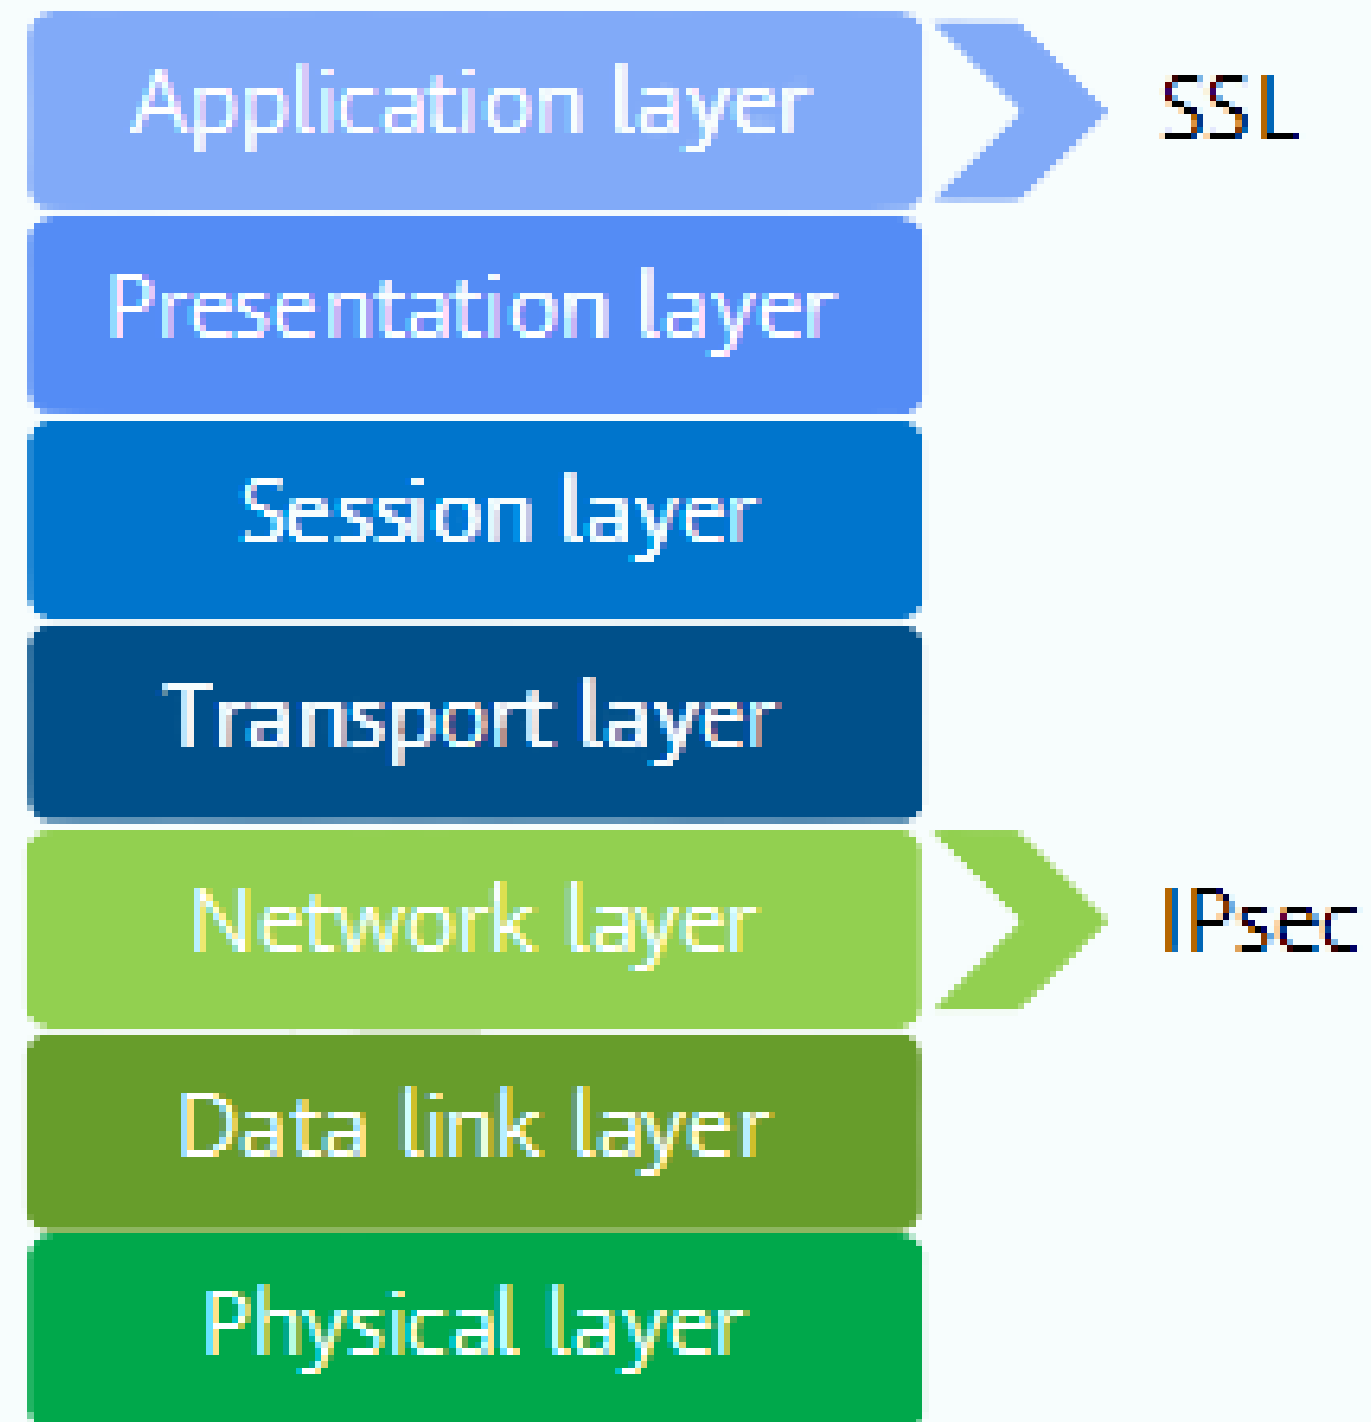 Application layer
SSL
Presentation layer
Session layer
Transport layer
Network layer
IPsec
Data link layer
Physical layer